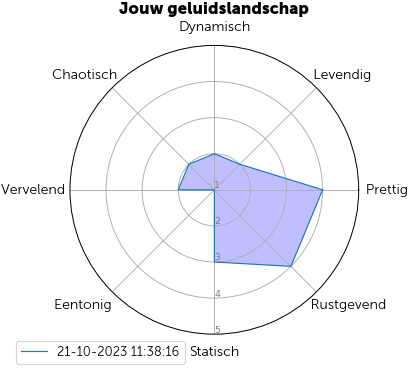 Jouw geluidslandschap
Dynamisch
Chaotisch
Levendig
Vervelend
1
Prettig
2
3
4
Eentonig
Rustgevend
5
21-10-2023 11:38:16
Statisch